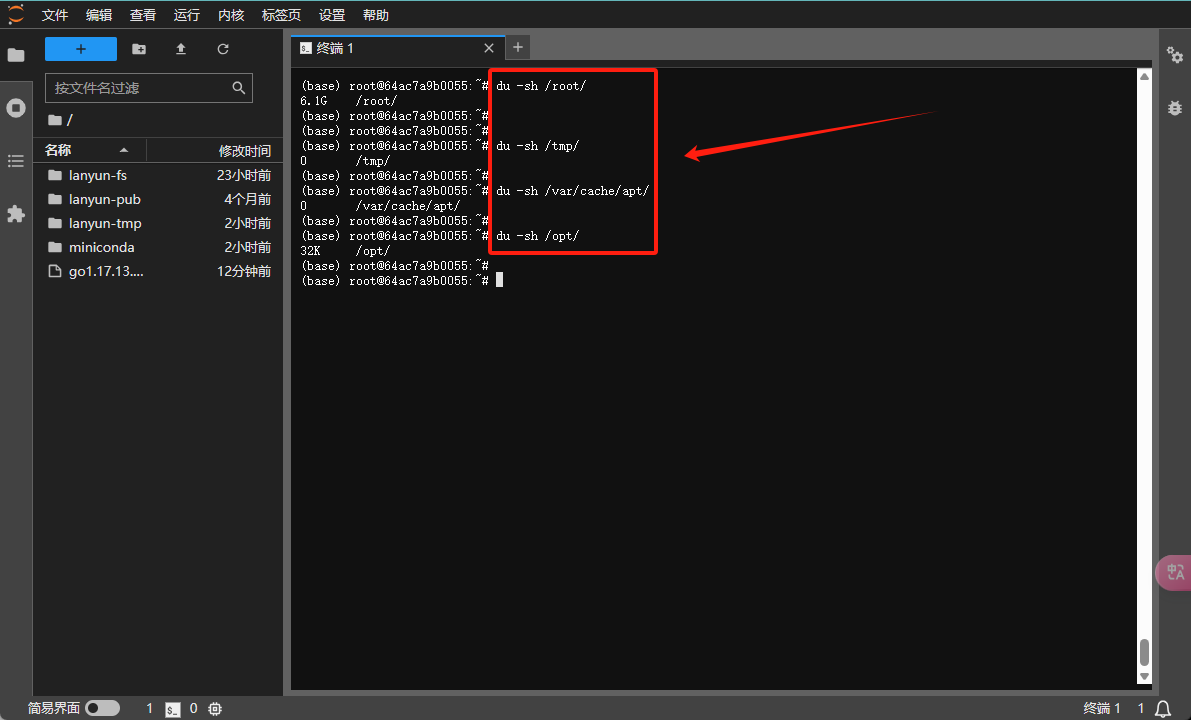 文件 编辑 查看 运行 内核 标签页 设置 帮助
终端 1
按文件名过滤
/
名称 修改时间
lanyun-fs 23小时前
lanyun-pub 4个月前
lanyun-tmp 2小时前
miniconda 2小时前
go1.17.13.... 12分钟前
(base) root@64ac7a9b0055:~# du -sh /root/
6.1G /root/
(base) root@64ac7a9b0055:~#
(base) root@64ac7a9b0055:~#
(base) root@64ac7a9b0055:~# du -sh /tmp/
0 /tmp/
(base) root@64ac7a9b0055:~#
(base) root@64ac7a9b0055:~# du -sh /var/cache/apt/
0 /var/cache/apt/
(base) root@64ac7a9b0055:~#
(base) root@64ac7a9b0055:~# du -sh /opt/
32K /opt/
(base) root@64ac7a9b0055:~#
(base) root@64ac7a9b0055:~#
中A
简易界面 1 $_ 0 终端 1 1